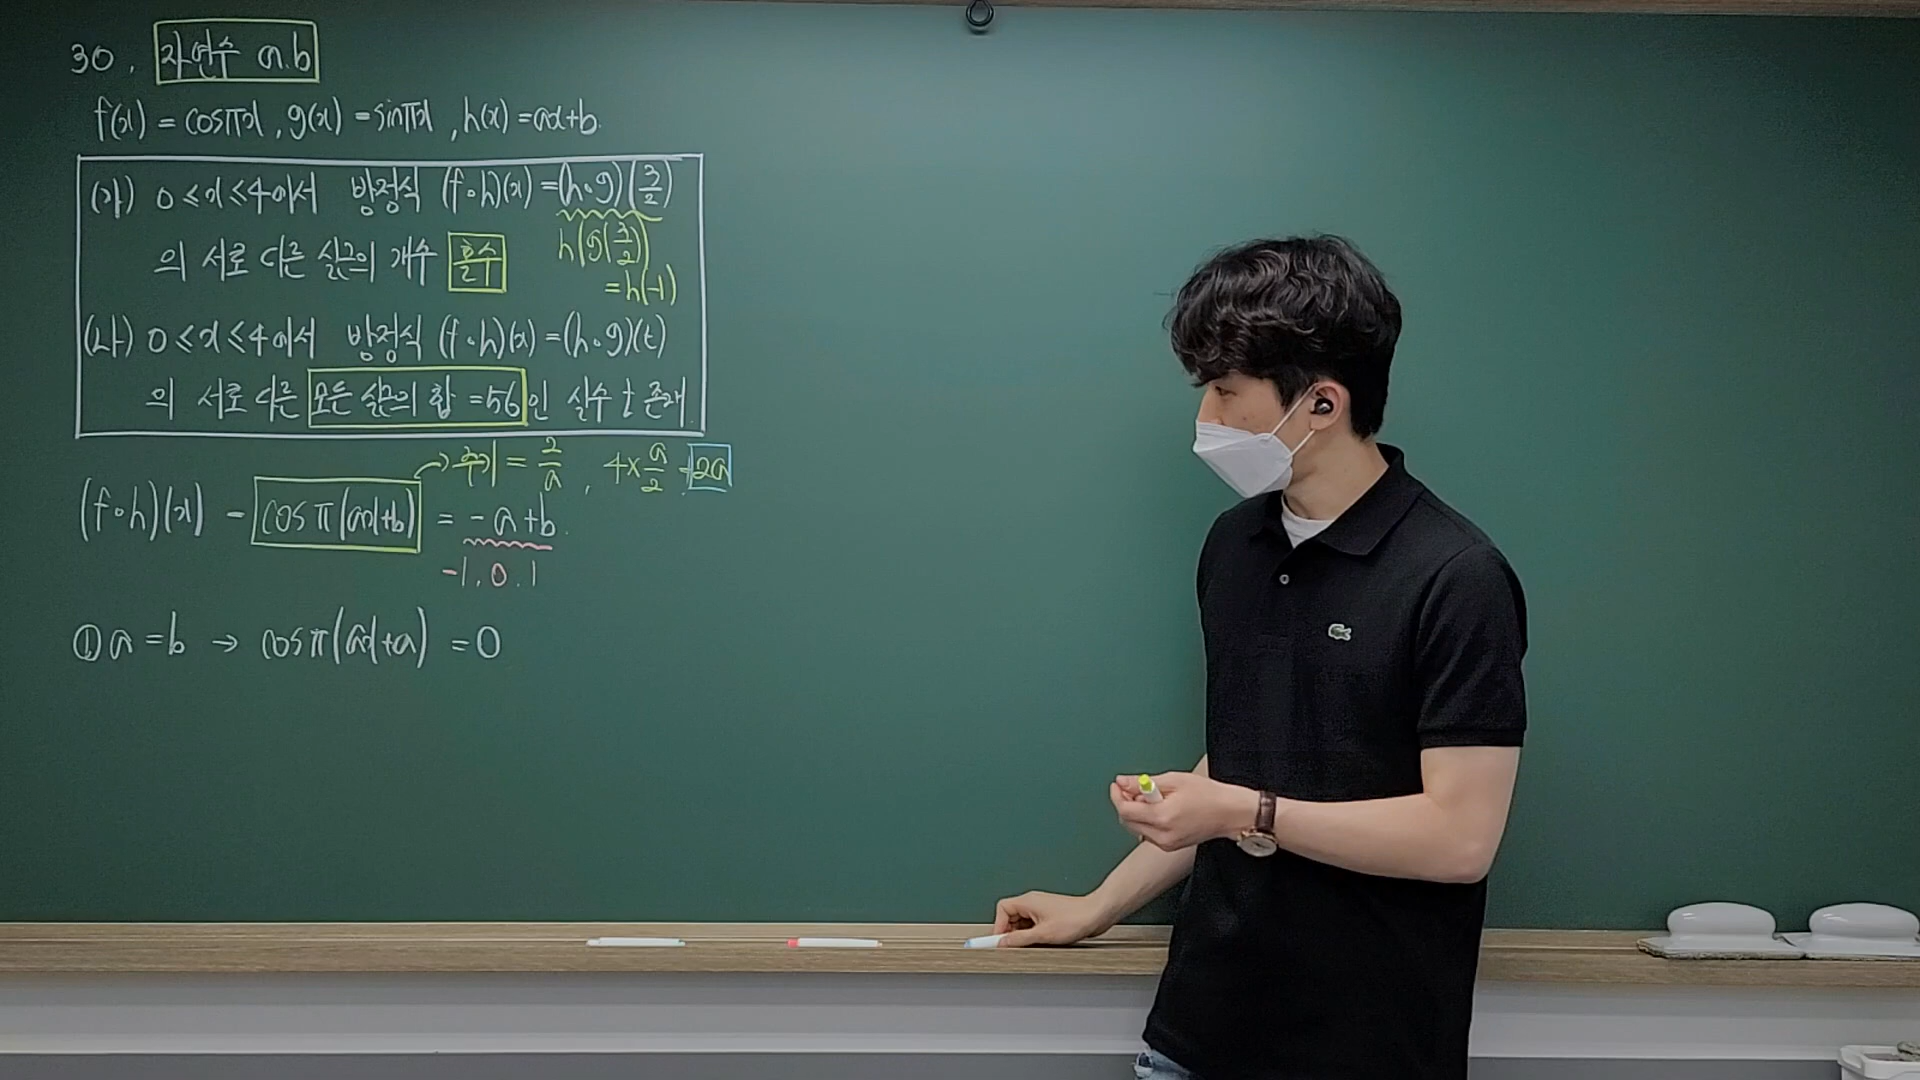 30. 자연수 a.b
f(x) = cosπx, g(x) = sinπx, h(x) = ax+b.
(가) 0 ≤ x ≤ 4에서 방정식 (f∘h)(x) = (h∘g)(3/2)
의 서로 다른 실근의 개수 홀수
h(g(3/2))
= h(-1)
(나) 0 ≤ x ≤ 4에서 방정식 (f∘h)(x) = (h∘g)(t)
의 서로 다른 모든 실근의 합 = 56인 실수 t 존재.
→ 주기 = 2/a, 4×a/2 = 2a
(f∘h)(x) = cosπ(ax+b) = -a+b.
-1, 0, 1
① a = b → cosπ(ax+a) = 0